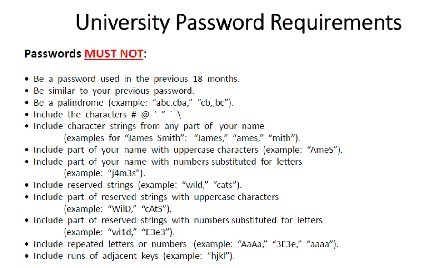 University Password Requirements
Passwords MUST NOT:
• Be a password used in the previous 18 months.
• Be similar to your previous password.
• Be a palindrome (example: "abc.cba," "cb,,bc").
• Include the characters # @ ' " ` \
• Include character strings from any part of your name
(examples for "James Smith": "James," "ames," "mith").
• Include part of your name with uppercase characters (example: "AmeS").
• Include part of your name with numbers substituted for letters
(example: "j4m3s").
• Include reserved strings (example: "wild," "cats").
• Include part of reserved strings with uppercase characters
(example: "WilD," "cAtS").
• Include part of reserved strings with numbers substituted for letters
(example: "wi1d," "E3e3").
• Include repeated letters or numbers (example: "AaAa," "3E3e," "aaaa").
• Include runs of adjacent keys (example: "hjkl").